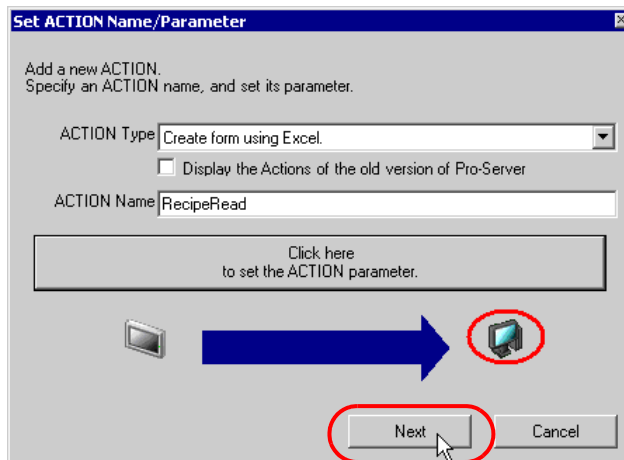 Set ACTION Name/Parameter
Add a new ACTION.
Specify an ACTION name, and set its parameter.
ACTION Type Create form using Excel.
Display the Actions of the old version of Pro-Server
ACTION Name RecipeRead
Click here
to set the ACTION parameter.
Next Cancel